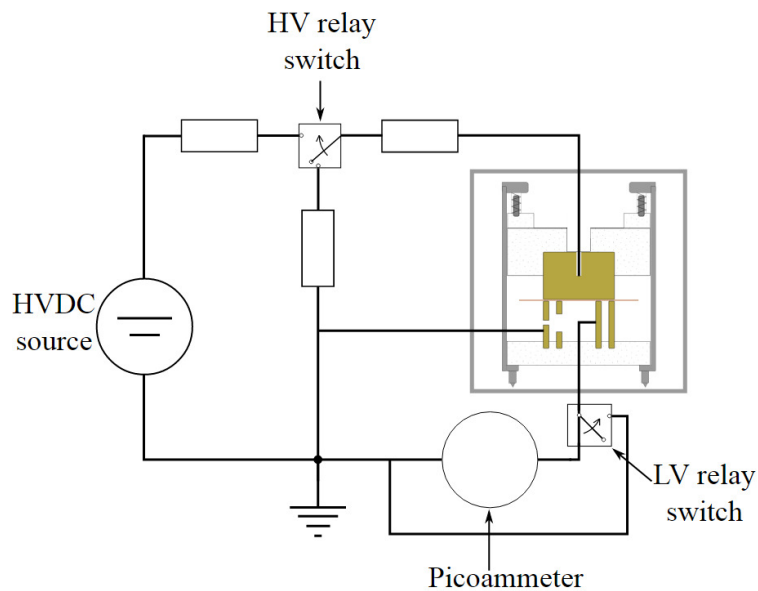 HV relay
switch
HVDC
source
LV relay
switch
Picoammeter